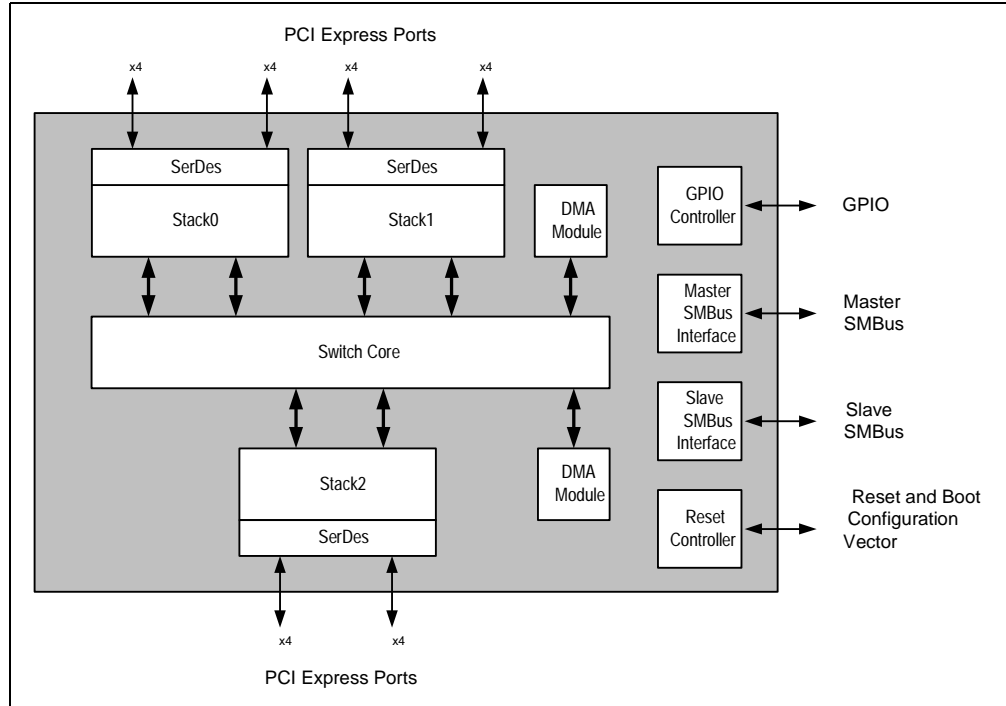 PCI Express Ports
x4
x4
x4
x4
SerDes
Stack0
SerDes
Stack1
DMA
Module
GPIO
Controller
GPIO
Master
SMBus
Interface
Master
SMBus
Switch Core
Slave
SMBus
Interface
Slave
SMBus
Stack2
SerDes
DMA
Module
Reset
Controller
Reset and Boot
Configuration
Vector
x4
x4
PCI Express Ports